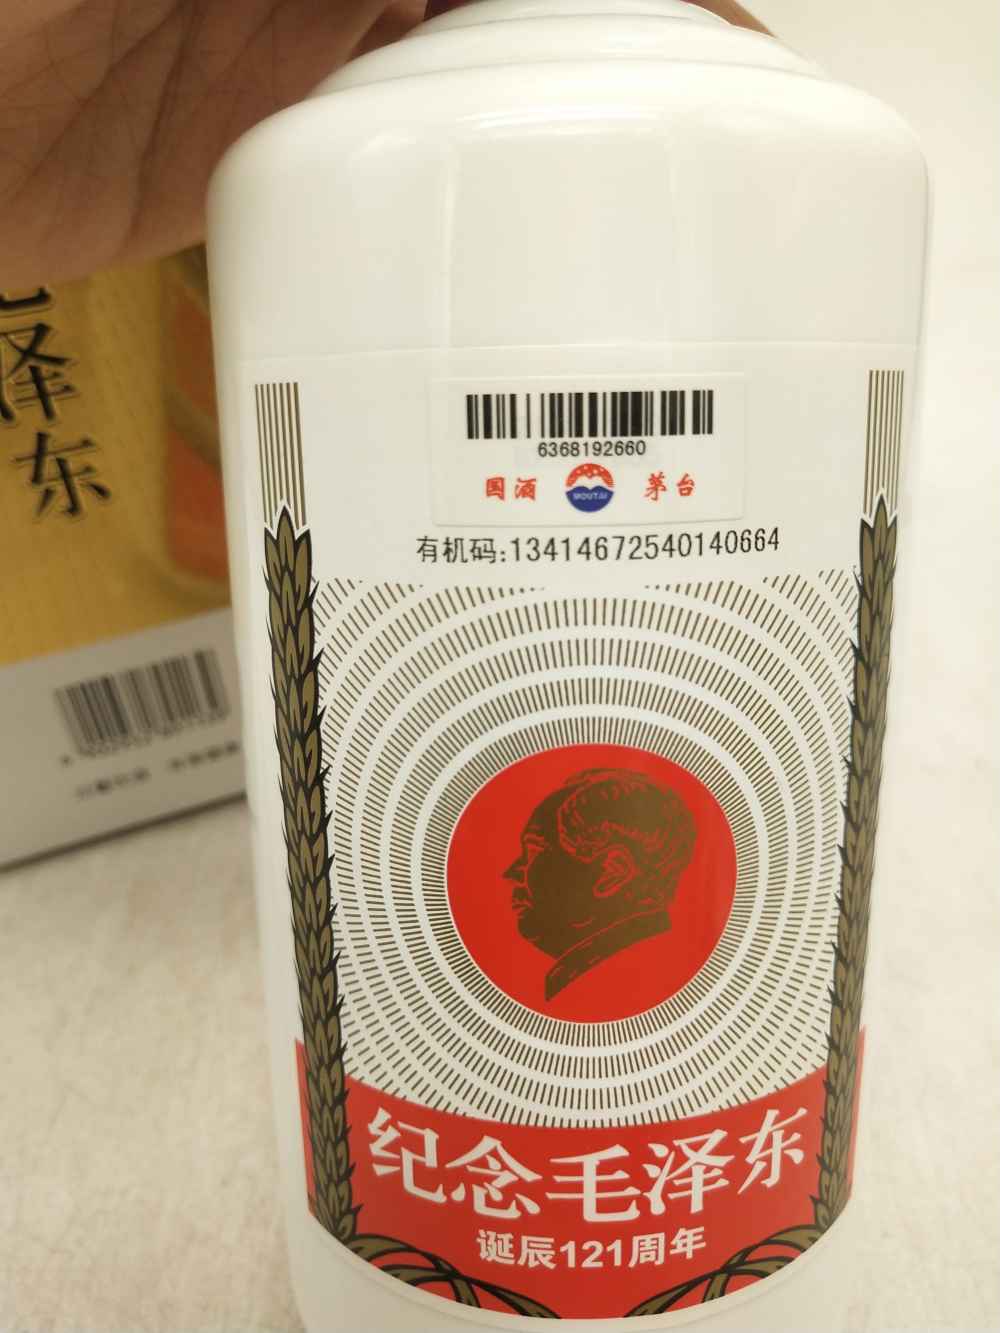 泽东
6368192660
国酒 MOUTAI 茅台
有机码:13414672540140664
纪念毛泽东
诞辰121周年